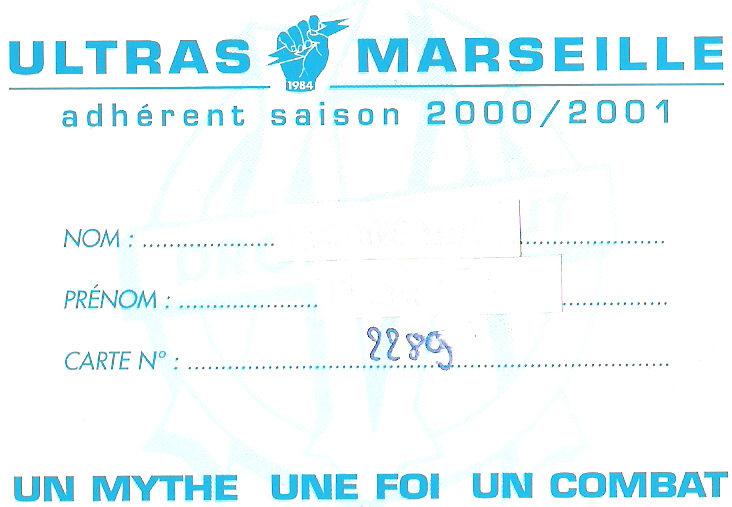 ULTRAS MARSEILLE
1984
adhérent saison 2000/2001
NOM : ....................
PRÉNOM : ....................
CARTE N° : .................... 2289
UN MYTHE UNE FOI UN COMBAT